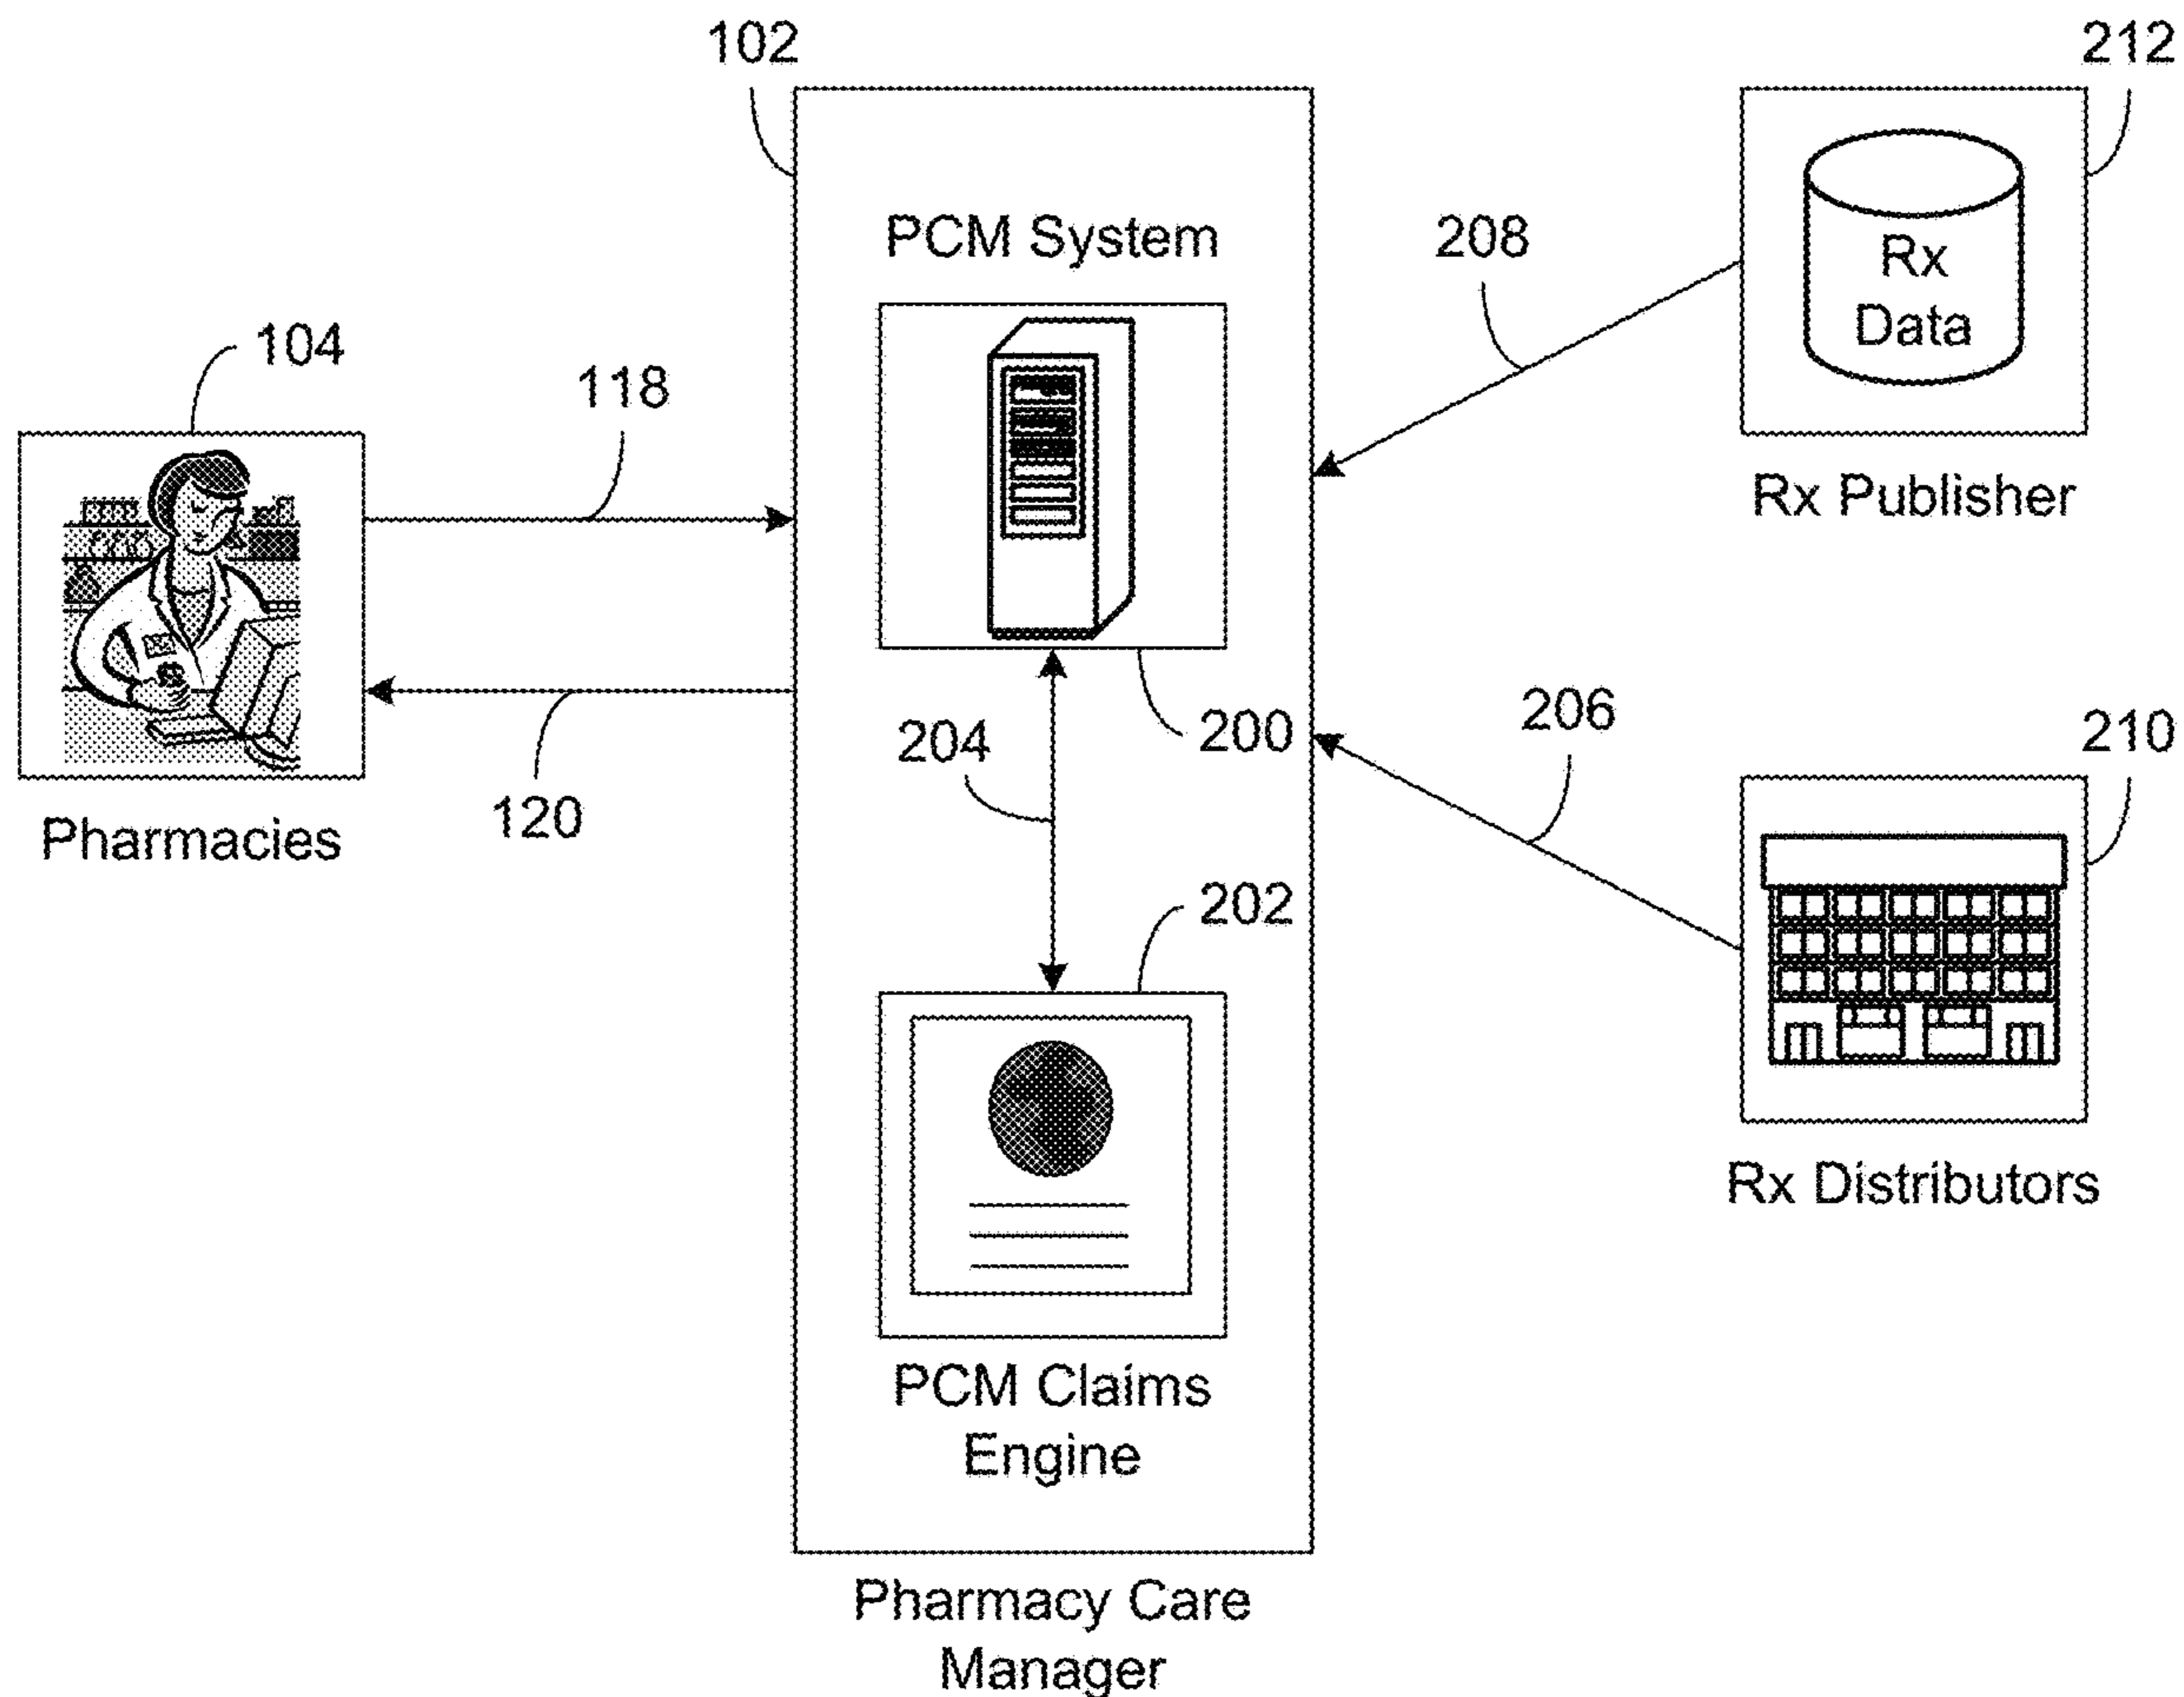 102
212
PCM System
208
Rx
Data
104
118
Rx Publisher
206
200
210
204
120
Pharmacies
202
Rx Distributors
PCM Claims
Engine
Pharmacy Care
Manager